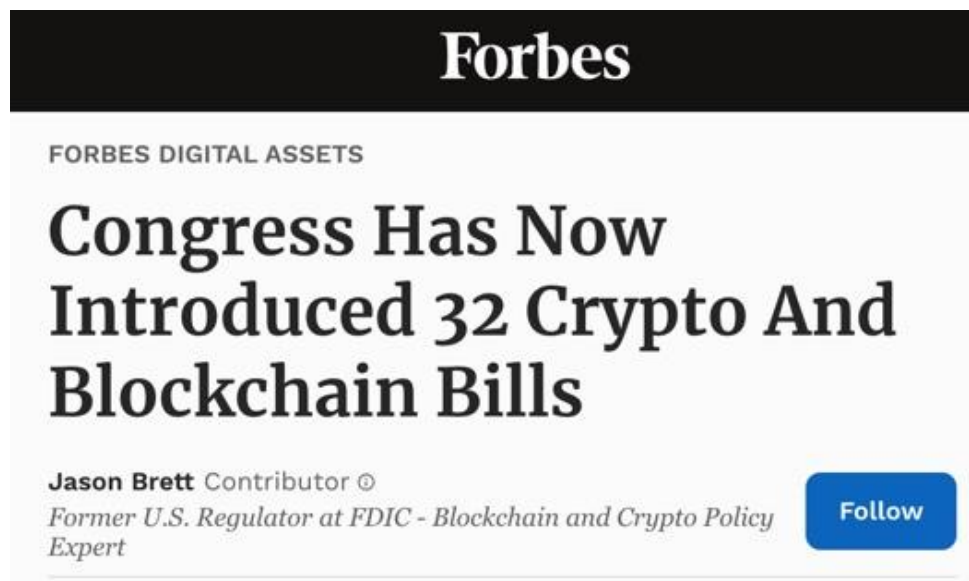 Forbes
FORBES DIGITAL ASSETS
Congress Has Now
Introduced 32 Crypto And
Blockchain Bills
Jason Brett Contributor ⓘ
Former U.S. Regulator at FDIC - Blockchain and Crypto Policy
Expert
Follow